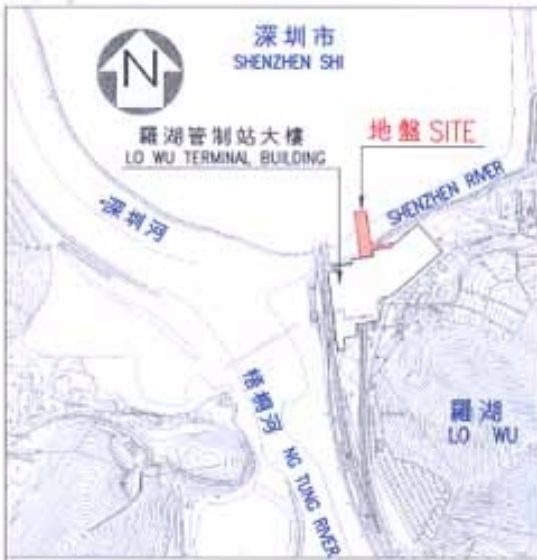 深圳市
SHENZHEN SHI
N
羅湖管制站大樓
LO WU TERMINAL BUILDING
地盤 SITE
SHENZHEN RIVER
深圳河
梧桐河 NG TUNG RIVER
羅湖
LO WU